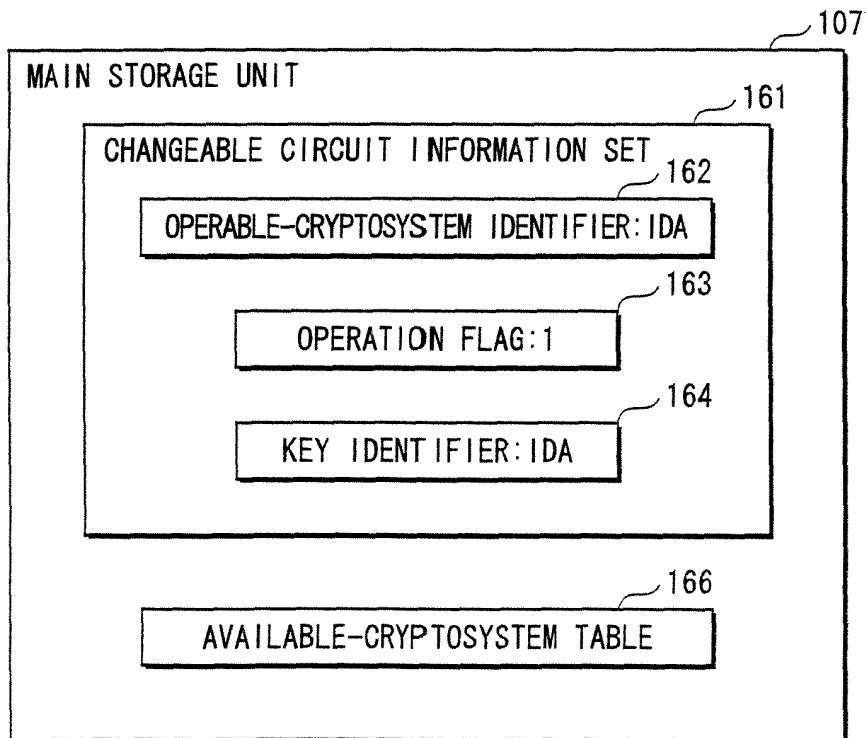 107
MAIN STORAGE UNIT
161
CHANGEABLE CIRCUIT INFORMATION SET
162
OPERABLE-CRYPTOSYSTEM IDENTIFIER:IDA
163
OPERATION FLAG:1
164
KEY IDENTIFIER:IDA
166
AVAILABLE-CRYPTOSYSTEM TABLE